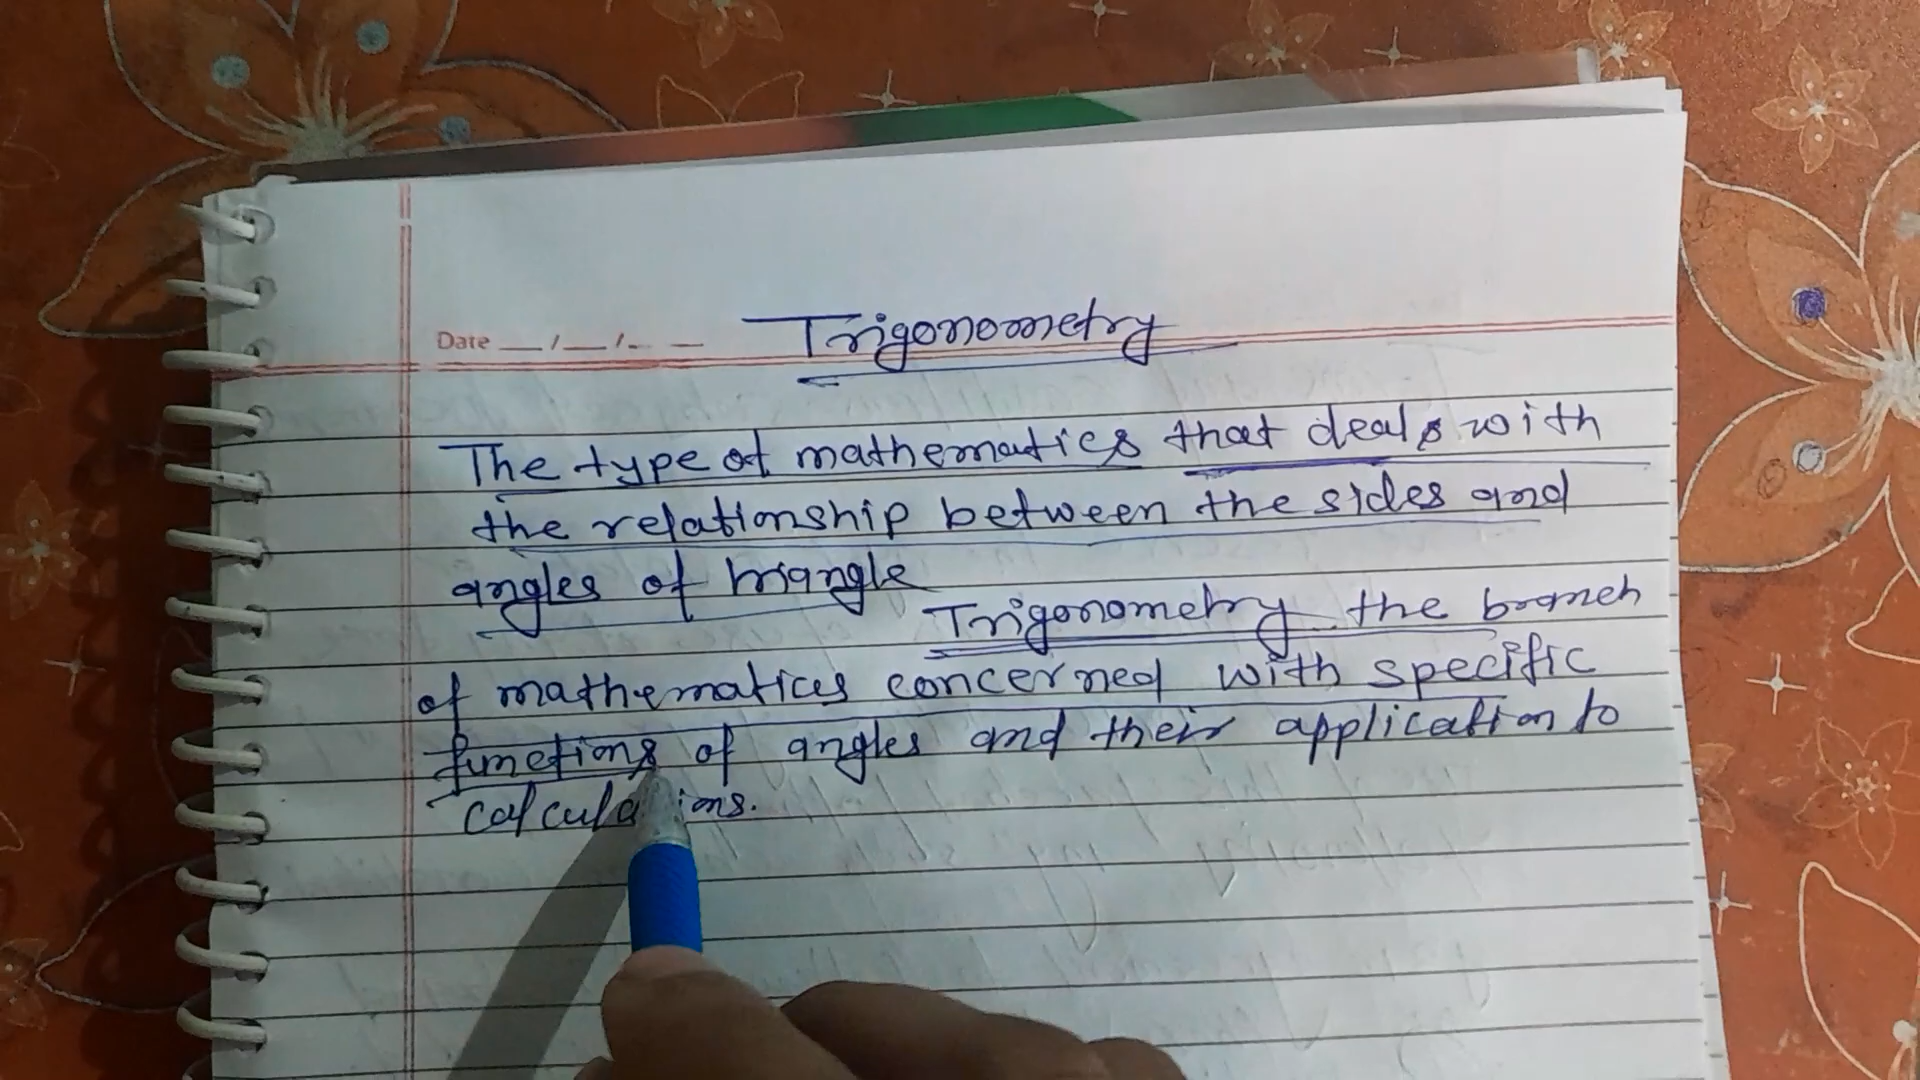 Date __/__/__
Trigonometry
The type of mathematics that deals with
the relationship between the sides and
angles of triangle
Trigonometry the branch
of mathematices concerned with specific
functions of angles and their application to
calculations.